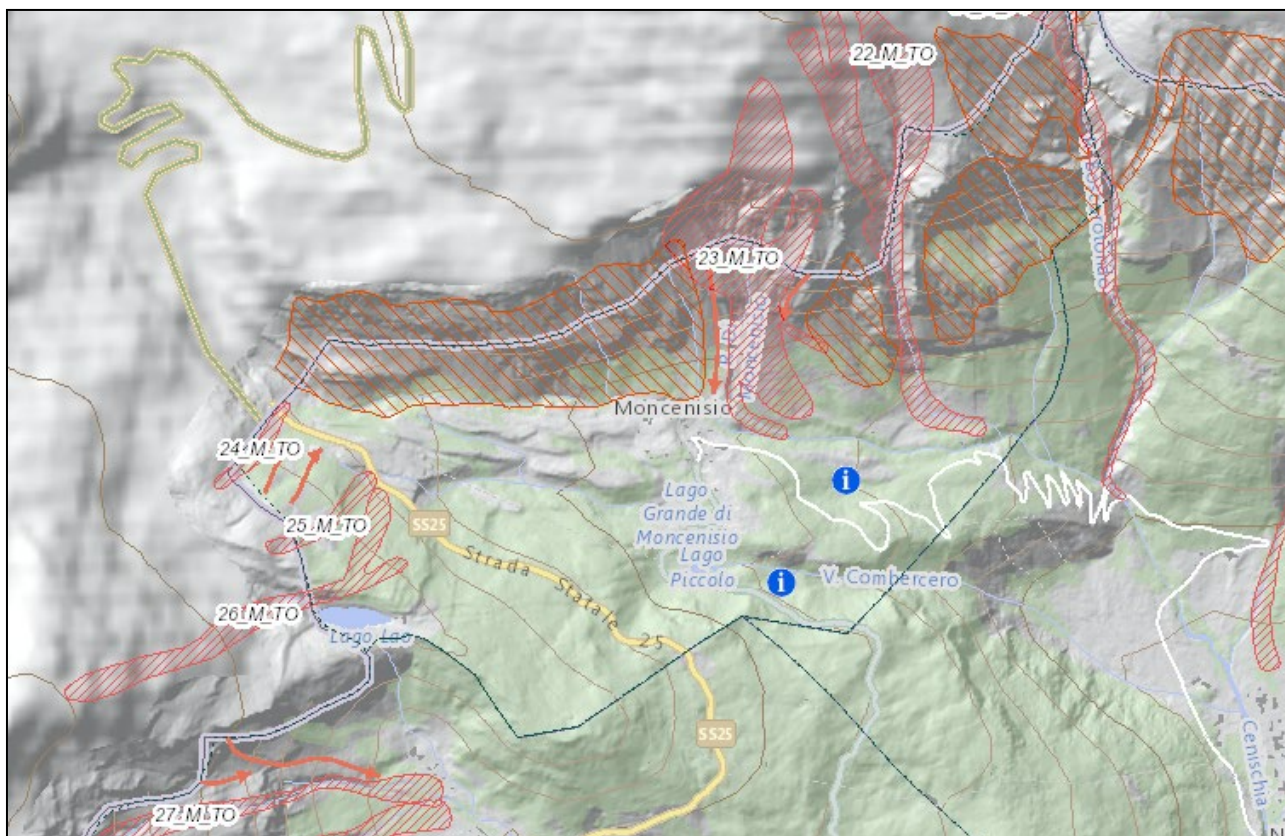 22_M_TO
23_M_TO
Moncenisio
24_M_TO
25_M_TO
SS25
Strada Statale 25
Lago
Grande di
Moncenisio
Lago
Piccolo
V. Combercero
26_M_TO
Lago Lao
SS25
Cenischia
27_M_TO